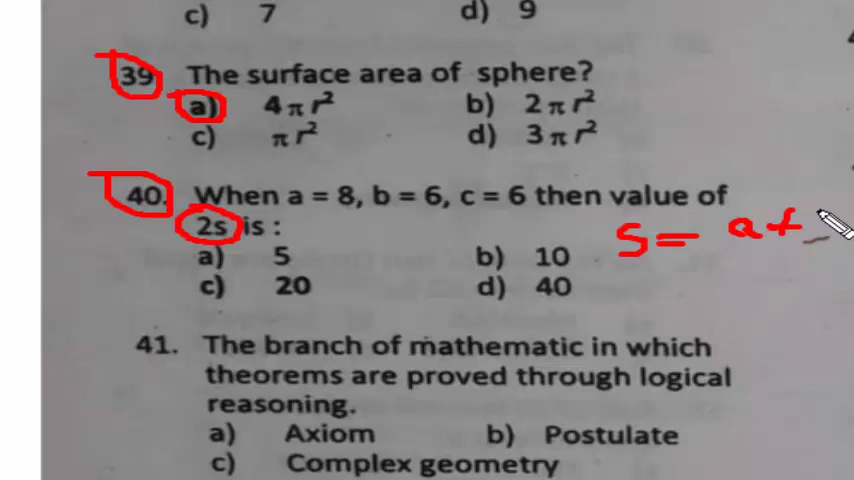 c) 7 d) 9
39 The surface area of sphere?
a) 4πr² b) 2πr²
c) πr² d) 3πr²
40. When a = 8, b = 6, c = 6 then value of
2s is :
S = a +
a) 5 b) 10
c) 20 d) 40
41. The branch of mathematic in which
theorems are proved through logical
reasoning.
a) Axiom b) Postulate
c) Complex geometry